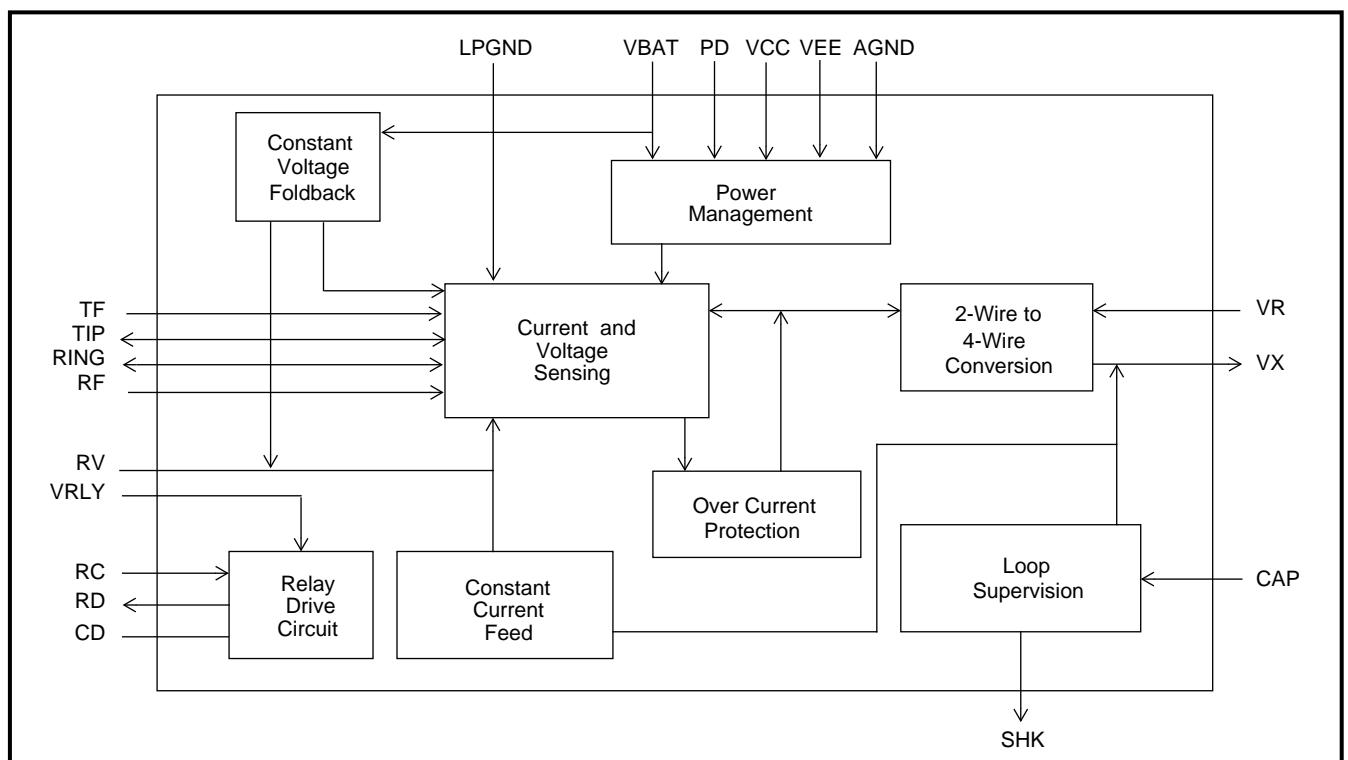 LPGND VBAT PD VCC VEE AGND
Constant
Voltage
Foldback
Power
Management
TF
TIP
RING
RF
Current and
Voltage
Sensing
2-Wire to
4-Wire
Conversion
VR
VX
RV
VRLY
Over Current
Protection
RC
RD
CD
Relay
Drive
Circuit
Constant
Current
Feed
Loop
Supervision
CAP
SHK